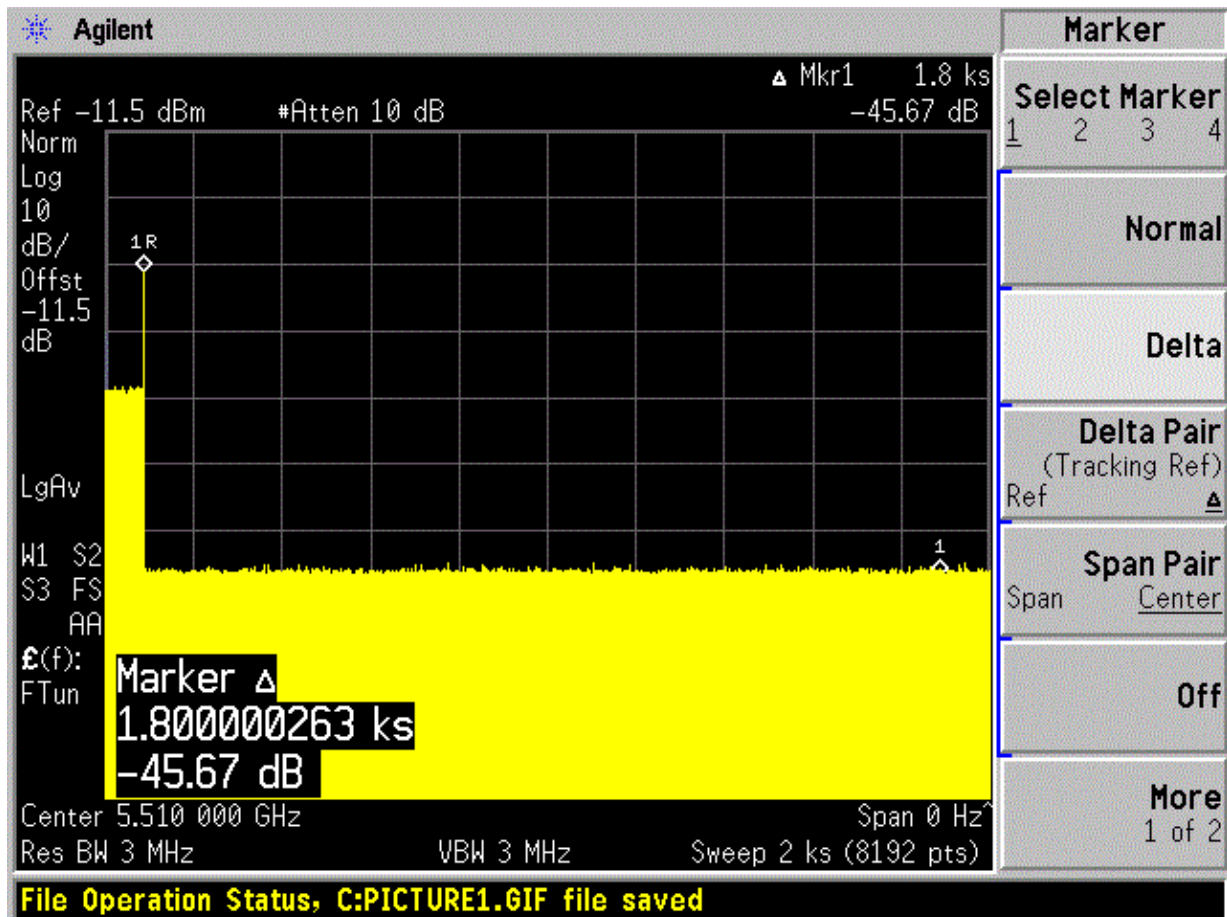 Agilent
Marker
Δ Mkr1 1.8 ks
Ref -11.5 dBm #Atten 10 dB -45.67 dB
Norm
Log
10
dB/
Offst
-11.5
dB
1R
LgAv
1
W1 S2
S3 FS
AA
£(f):
FTun
Marker Δ
1.800000263 ks
-45.67 dB
Center 5.510 000 GHz Span 0 Hz^
Res BW 3 MHz VBW 3 MHz Sweep 2 ks (8192 pts)
File Operation Status, C:PICTURE1.GIF file saved
Select Marker
1 2 3 4
Normal
Delta
Delta Pair
(Tracking Ref)
Ref Δ
Span Pair
Span Center
Off
More
1 of 2